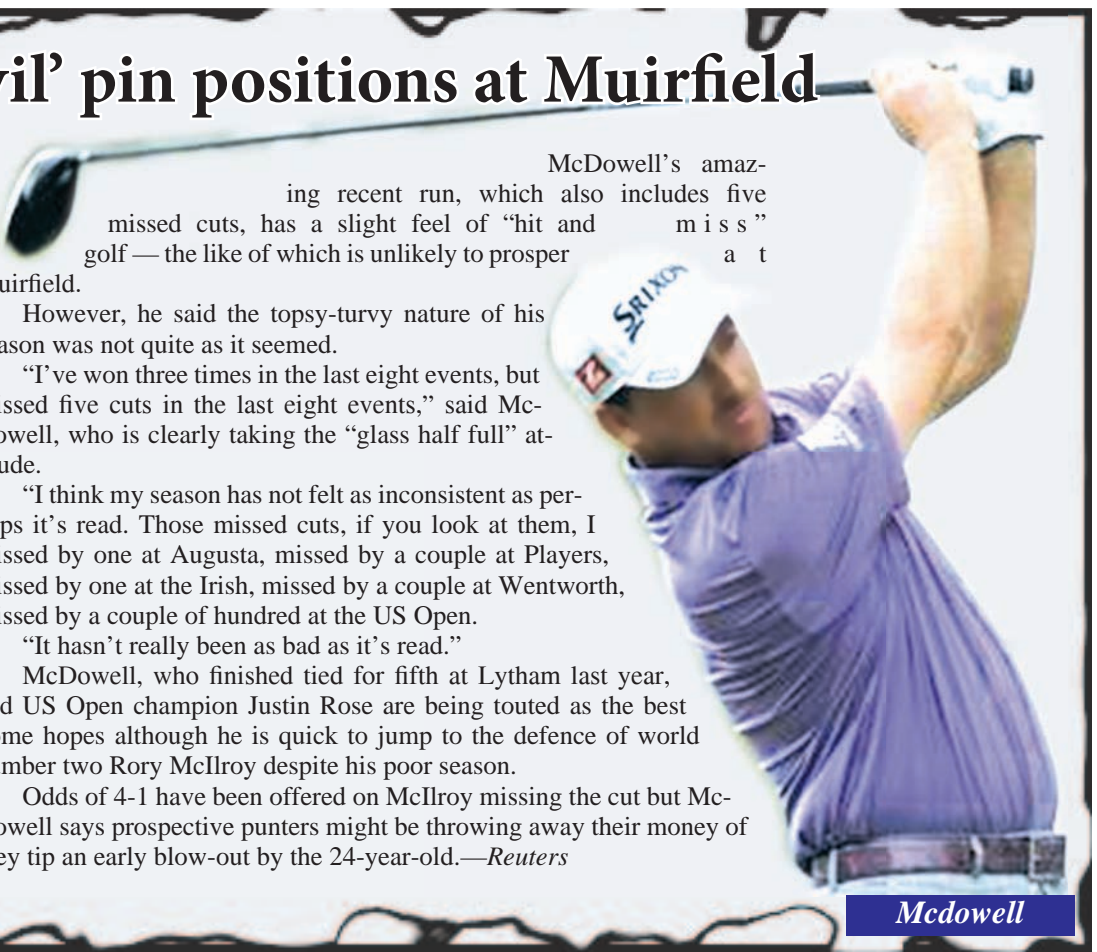 vil’ pin positions at Muirfield
McDowell’s amaz-
ing recent run, which also includes five
missed cuts, has a slight feel of “hit and miss”
golf — the like of which is unlikely to prosper at
uirfield.
However, he said the topsy-turvy nature of his
ason was not quite as it seemed.
“I’ve won three times in the last eight events, but
issed five cuts in the last eight events,” said Mc-
owell, who is clearly taking the “glass half full” at-
ude.
“I think my season has not felt as inconsistent as per-
ps it’s read. Those missed cuts, if you look at them, I
issed by one at Augusta, missed by a couple at Players,
issed by one at the Irish, missed by a couple at Wentworth,
issed by a couple of hundred at the US Open.
“It hasn’t really been as bad as it’s read.”
McDowell, who finished tied for fifth at Lytham last year,
d US Open champion Justin Rose are being touted as the best
ome hopes although he is quick to jump to the defence of world
umber two Rory McIlroy despite his poor season.
Odds of 4-1 have been offered on McIlroy missing the cut but Mc-
owell says prospective punters might be throwing away their money of
ey tip an early blow-out by the 24-year-old.—Reuters
SRIXON
Mcdowell